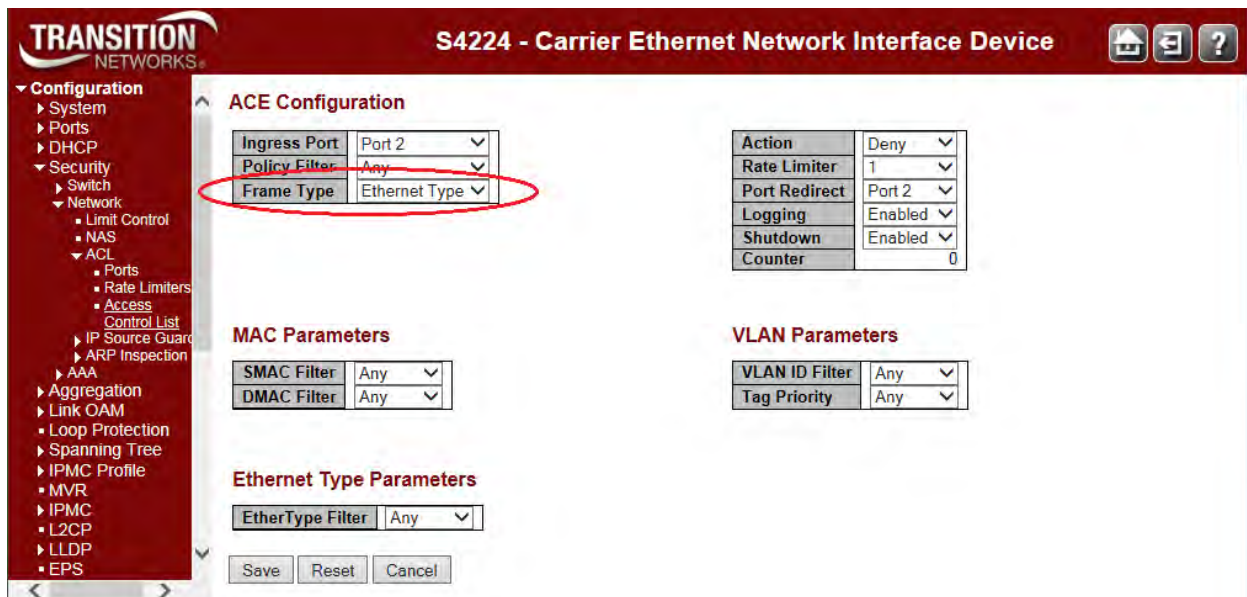 TRANSITION
NETWORKS®
S4224 - Carrier Ethernet Network Interface Device
?
Configuration
System
Ports
DHCP
Security
Switch
Network
Limit Control
NAS
ACL
Ports
Rate Limiters
Access
Control List
IP Source Guard
ARP Inspection
AAA
Aggregation
Link OAM
Loop Protection
Spanning Tree
IPMC Profile
MVR
IPMC
L2CP
LLDP
EPS
ACE Configuration
Ingress Port Port 2
Policy Filter Any
Frame Type Ethernet Type
Action Deny
Rate Limiter 1
Port Redirect Port 2
Logging Enabled
Shutdown Enabled
Counter 0
MAC Parameters
SMAC Filter Any
DMAC Filter Any
VLAN Parameters
VLAN ID Filter Any
Tag Priority Any
Ethernet Type Parameters
EtherType Filter Any
Save Reset Cancel